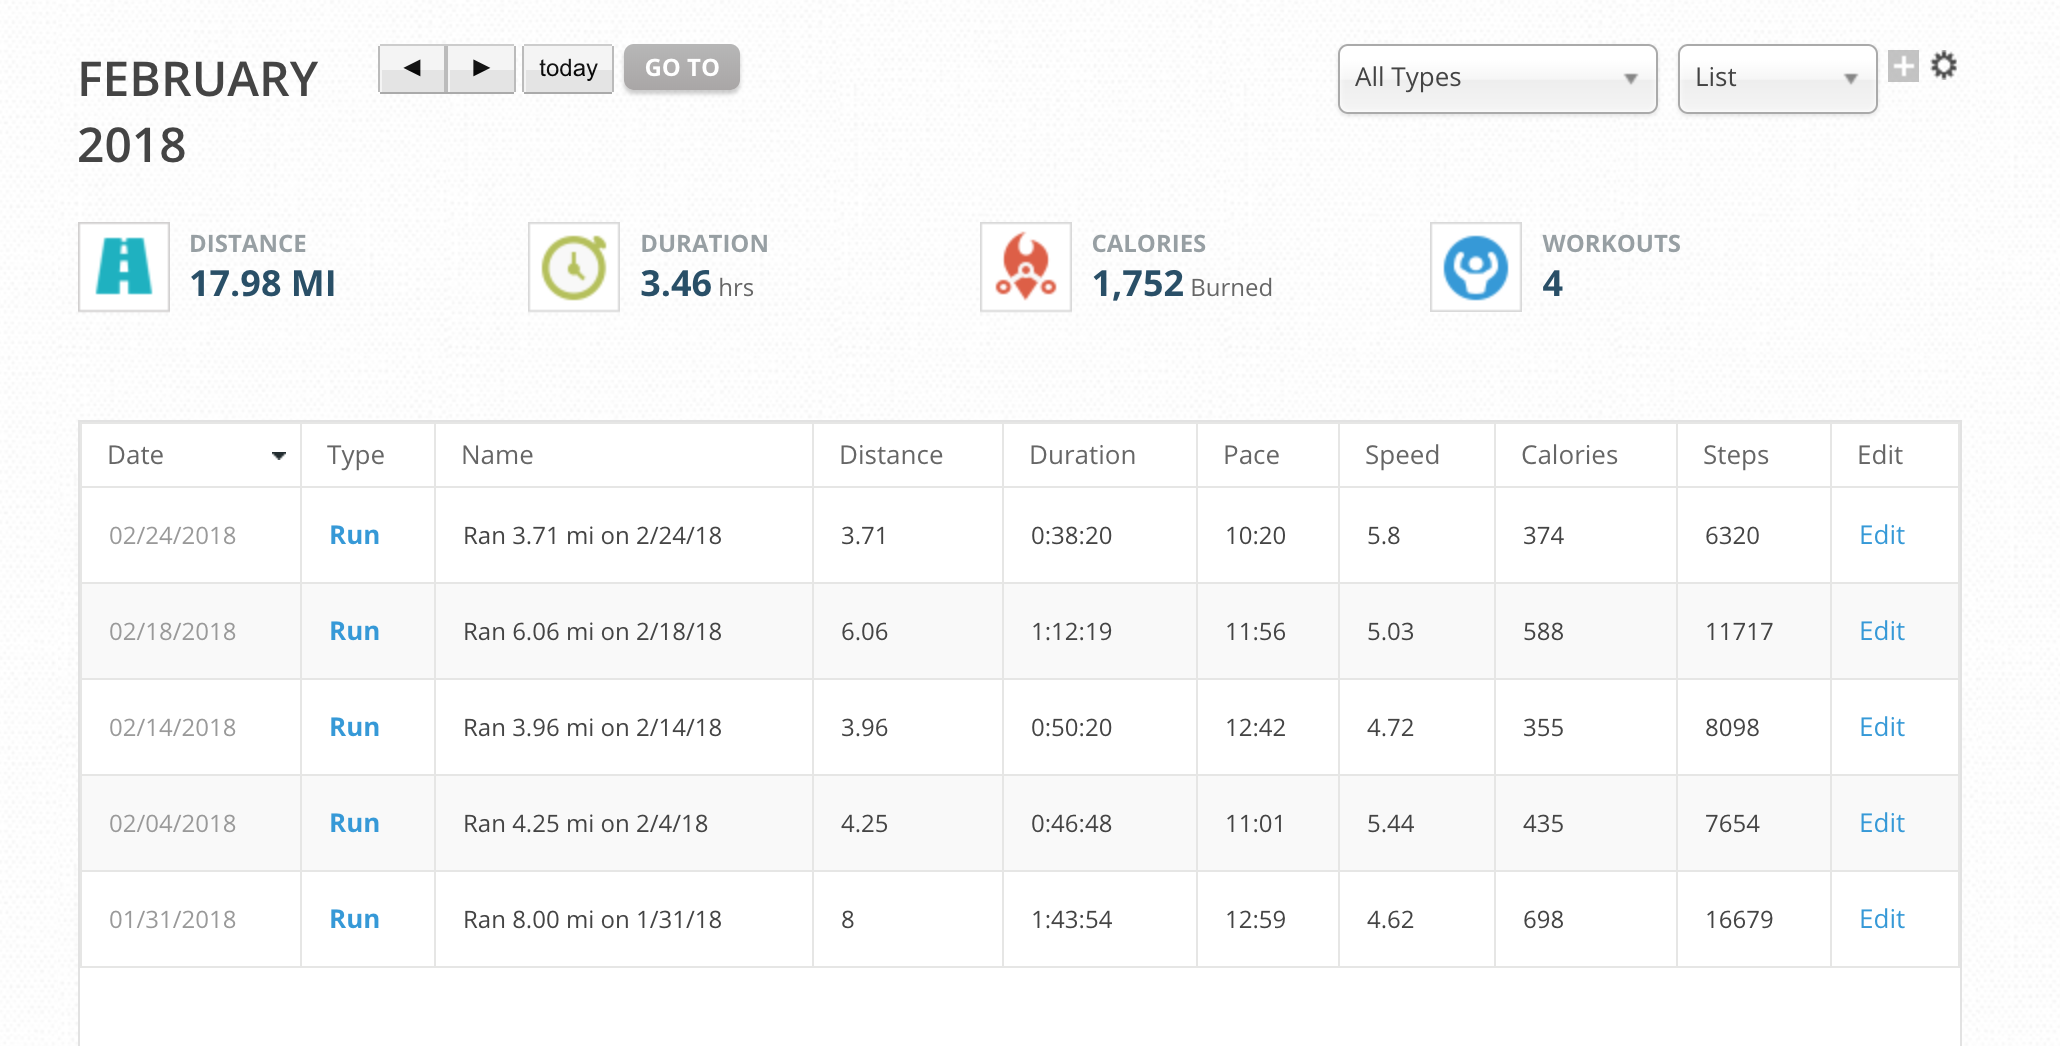 FEBRUARY
2018
today
GO TO
All Types
List
DISTANCE
17.98 MI
DURATION
3.46 hrs
CALORIES
1,752 Burned
WORKOUTS
4
Date Type Name Distance Duration Pace Speed Calories Steps Edit
02/24/2018 Run Ran 3.71 mi on 2/24/18 3.71 0:38:20 10:20 5.8 374 6320 Edit
02/18/2018 Run Ran 6.06 mi on 2/18/18 6.06 1:12:19 11:56 5.03 588 11717 Edit
02/14/2018 Run Ran 3.96 mi on 2/14/18 3.96 0:50:20 12:42 4.72 355 8098 Edit
02/04/2018 Run Ran 4.25 mi on 2/4/18 4.25 0:46:48 11:01 5.44 435 7654 Edit
01/31/2018 Run Ran 8.00 mi on 1/31/18 8 1:43:54 12:59 4.62 698 16679 Edit